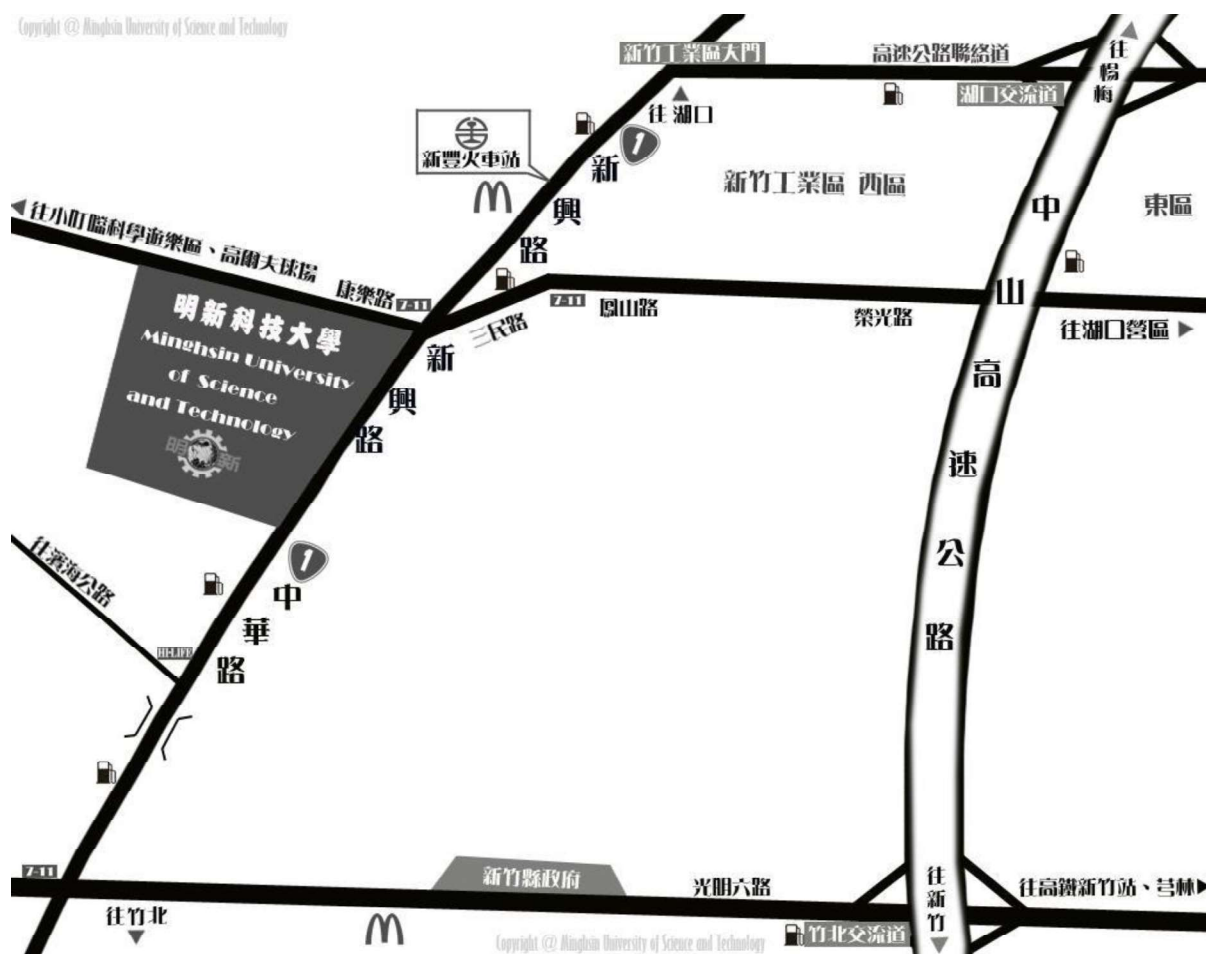 Copyright @ Minghsin University of Science and Technology
新竹工業區大門
高速公路聯絡道
往楊梅
湖口交流道
往湖口
1
新豐火車站
新興路
新竹工業區 西區
東區
中山高速公路
往小叮噹科學遊樂區、高爾夫球場
康樂路
7-11
7-11
三民路
鳳山路
榮光路
往湖口營區
明新科技大學
Minghsin University
of Science
and Technology
明新
新興路
1
中華路
往濱海公路
HI-LIFE
7-11
新竹縣政府
光明六路
往新竹
往高鐵新竹站、芎林
往竹北
竹北交流道
Copyright @ Minghsin University of Science and Technology